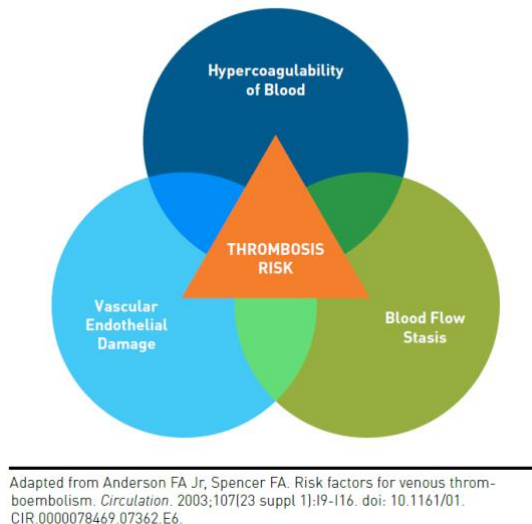 Hypercoagulability
of Blood
THROMBOSIS
RISK
Vascular
Endothelial
Damage
Blood Flow
Stasis
Adapted from Anderson FA Jr, Spencer FA. Risk factors for venous throm-
boembolism. Circulation. 2003;107(23 suppl 1):I9-I16. doi: 10.1161/01.
CIR.0000078469.07362.E6.